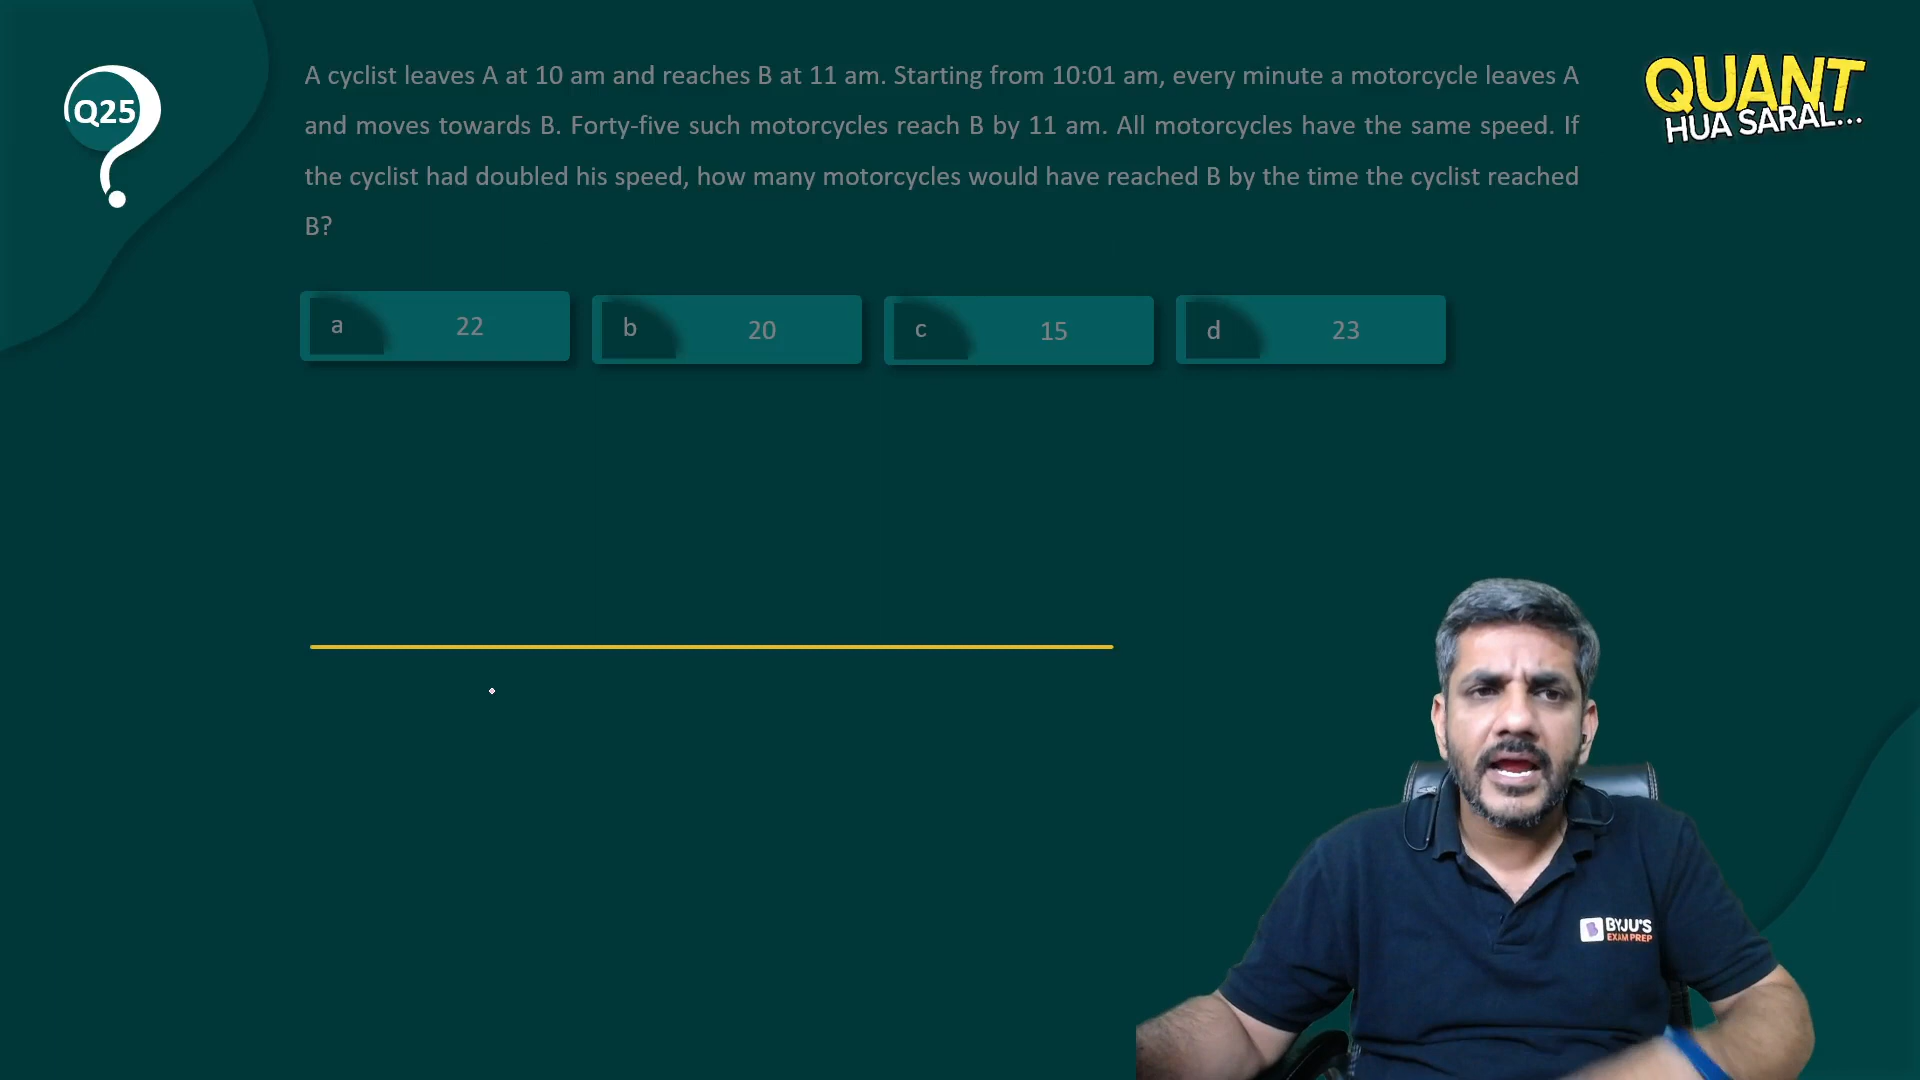 Q25
A cyclist leaves A at 10 am and reaches B at 11 am. Starting from 10:01 am, every minute a motorcycle leaves A
and moves towards B. Forty-five such motorcycles reach B by 11 am. All motorcycles have the same speed. If
the cyclist had doubled his speed, how many motorcycles would have reached B by the time the cyclist reached
B?
QUANT
HUA SARAL...
a 22
b 20
c 15
d 23
BYJU'S
EXAM PREP